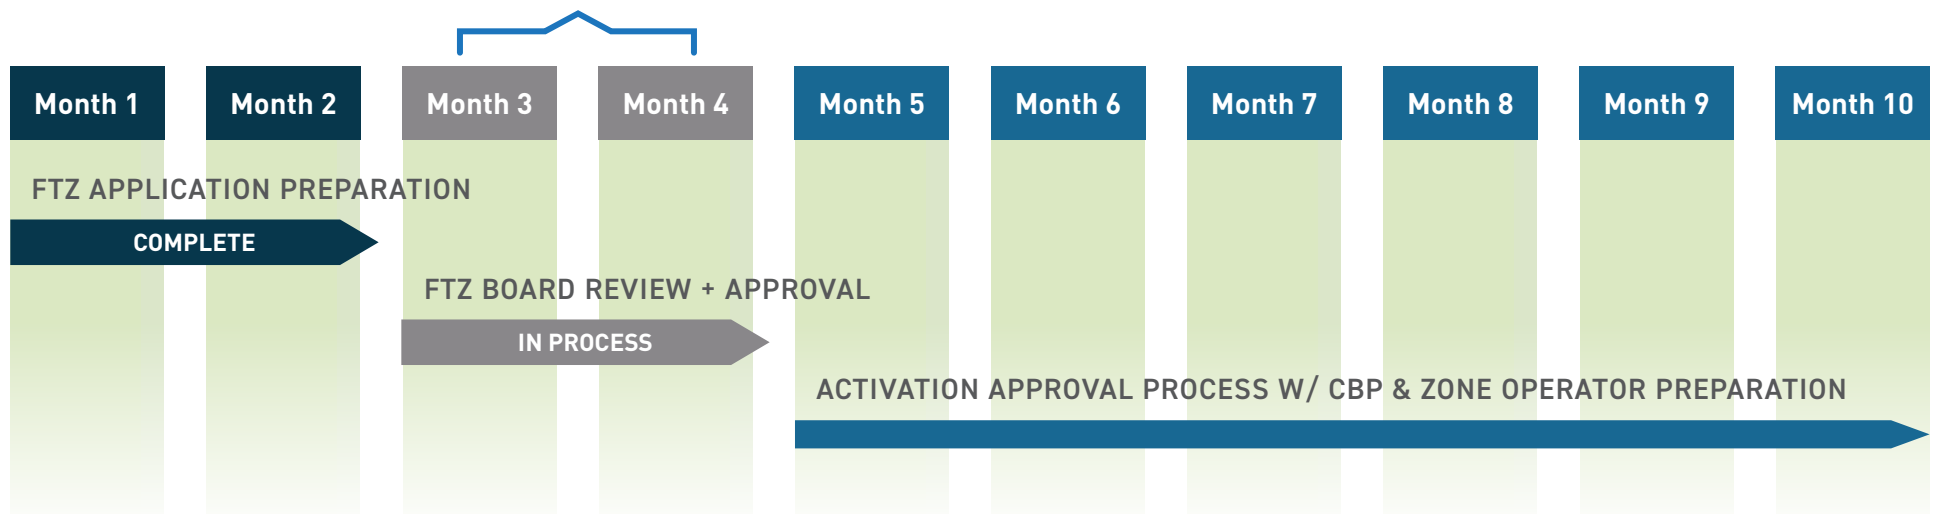 Month 1 Month 2 Month 3 Month 4 Month 5 Month 6 Month 7 Month 8 Month 9 Month 10
FTZ APPLICATION PREPARATION
COMPLETE
FTZ BOARD REVIEW + APPROVAL
IN PROCESS
ACTIVATION APPROVAL PROCESS W/ CBP & ZONE OPERATOR PREPARATION